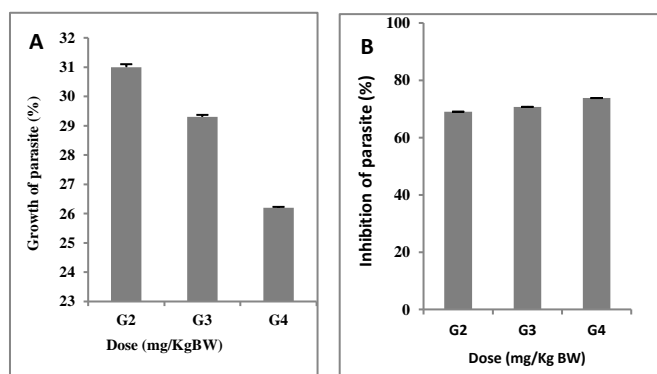 A
Growth of parasite (%)
32
31
30
29
28
27
26
25
24
23
G2 G3 G4
Dose (mg/KgBW)
B
Inhibition of parasite (%)
100
80
60
40
20
0
G2 G3 G4
Dose (mg/Kg BW)